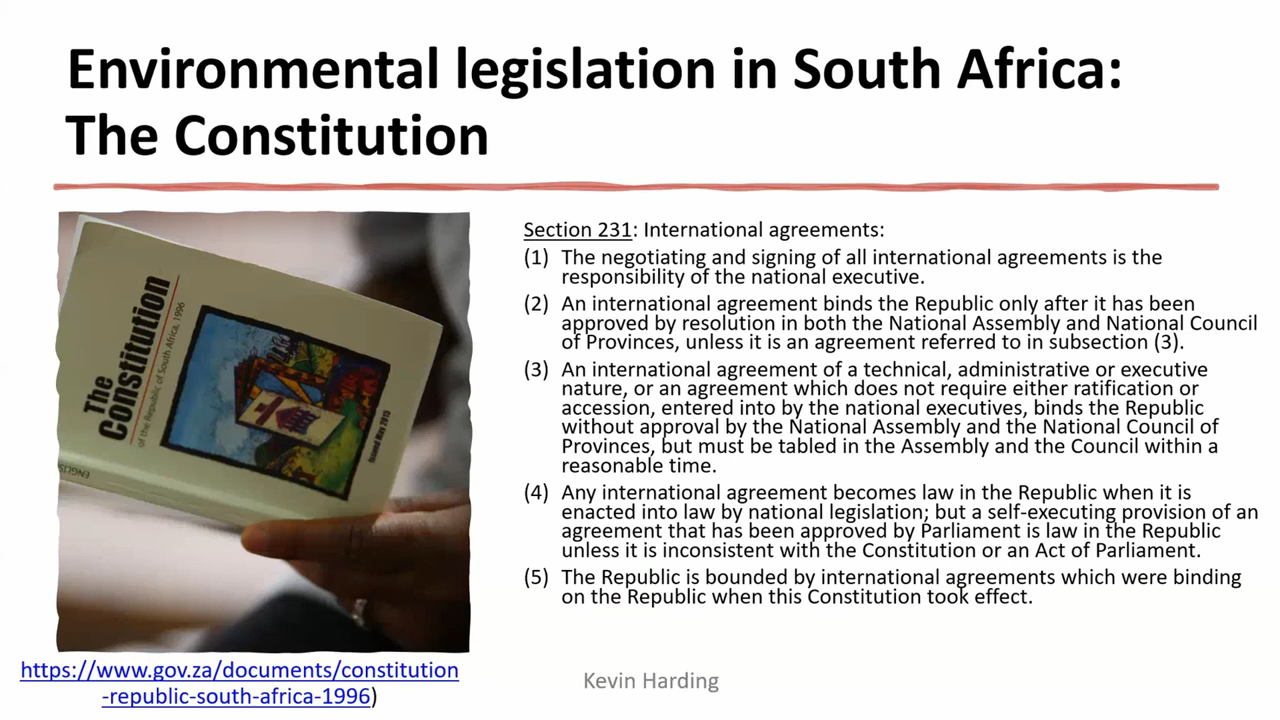 Environmental legislation in South Africa:
The Constitution
The
Constitution
of the Republic of South Africa, 1996
Issued May 2015
ENGLISH
Section 231: International agreements:
(1) The negotiating and signing of all international agreements is the
responsibility of the national executive.
(2) An international agreement binds the Republic only after it has been
approved by resolution in both the National Assembly and National Council
of Provinces, unless it is an agreement referred to in subsection (3).
(3) An international agreement of a technical, administrative or executive
nature, or an agreement which does not require either ratification or
accession, entered into by the national executives, binds the Republic
without approval by the National Assembly and the National Council of
Provinces, but must be tabled in the Assembly and the Council within a
reasonable time.
(4) Any international agreement becomes law in the Republic when it is
enacted into law by national legislation; but a self-executing provision of an
agreement that has been approved by Parliament is law in the Republic
unless it is inconsistent with the Constitution or an Act of Parliament.
(5) The Republic is bounded by international agreements which were binding
on the Republic when this Constitution took effect.
https://www.gov.za/documents/constitution
-republic-south-africa-1996)
Kevin Harding